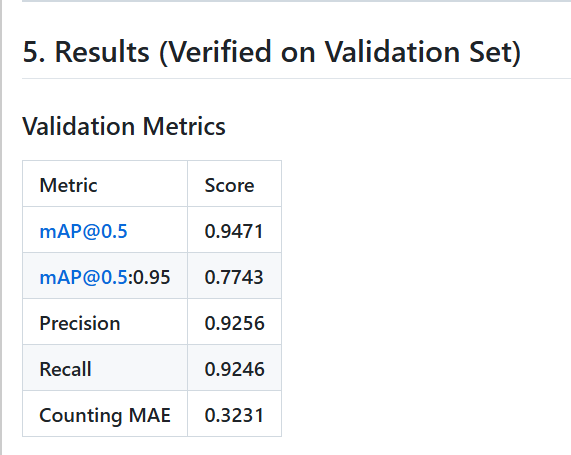 5. Results (Verified on Validation Set)
Validation Metrics
Metric Score
mAP@0.5 0.9471
mAP@0.5:0.95 0.7743
Precision 0.9256
Recall 0.9246
Counting MAE 0.3231